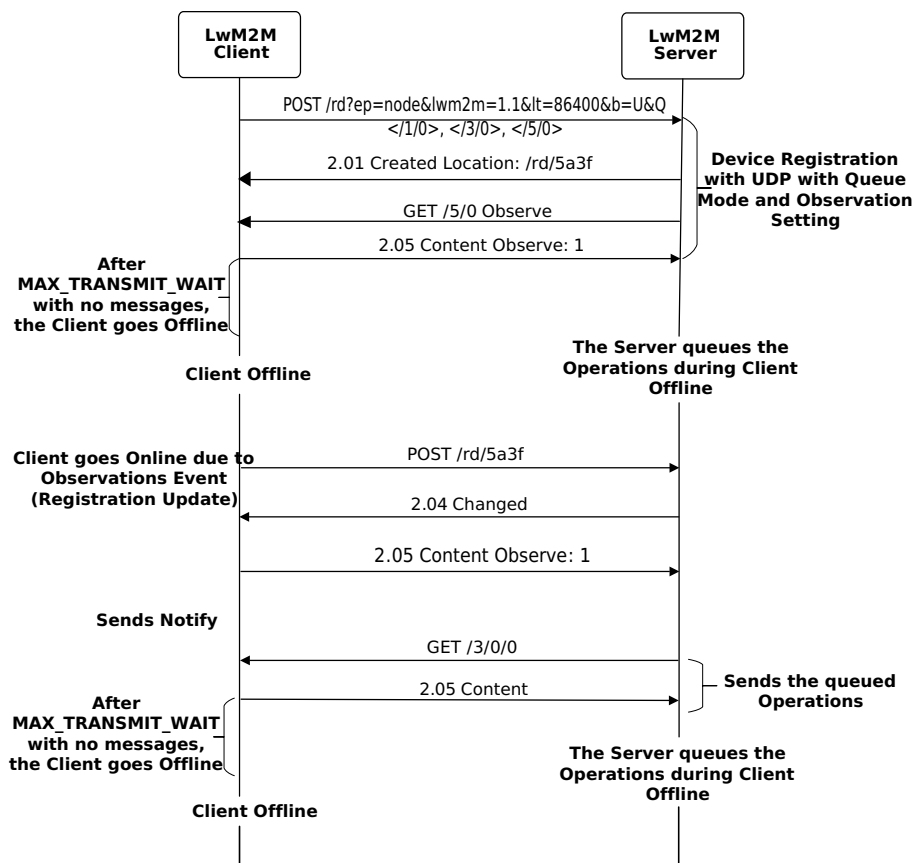 LwM2M
Client
LwM2M
Server
POST /rd?ep=node&lwm2m=1.1&lt=86400&b=U&Q
</1/0>, </3/0>, </5/0>
2.01 Created Location: /rd/5a3f
GET /5/0 Observe
2.05 Content Observe: 1
Device Registration
with UDP with Queue
Mode and Observation
Setting
After
MAX_TRANSMIT_WAIT
with no messages,
the Client goes Offline
Client Offline
The Server queues the
Operations during Client
Offline
Client goes Online due to
Observations Event
(Registration Update)
POST /rd/5a3f
2.04 Changed
2.05 Content Observe: 1
Sends Notify
GET /3/0/0
2.05 Content
Sends the queued
Operations
After
MAX_TRANSMIT_WAIT
with no messages,
the Client goes Offline
The Server queues the
Operations during Client
Offline
Client Offline